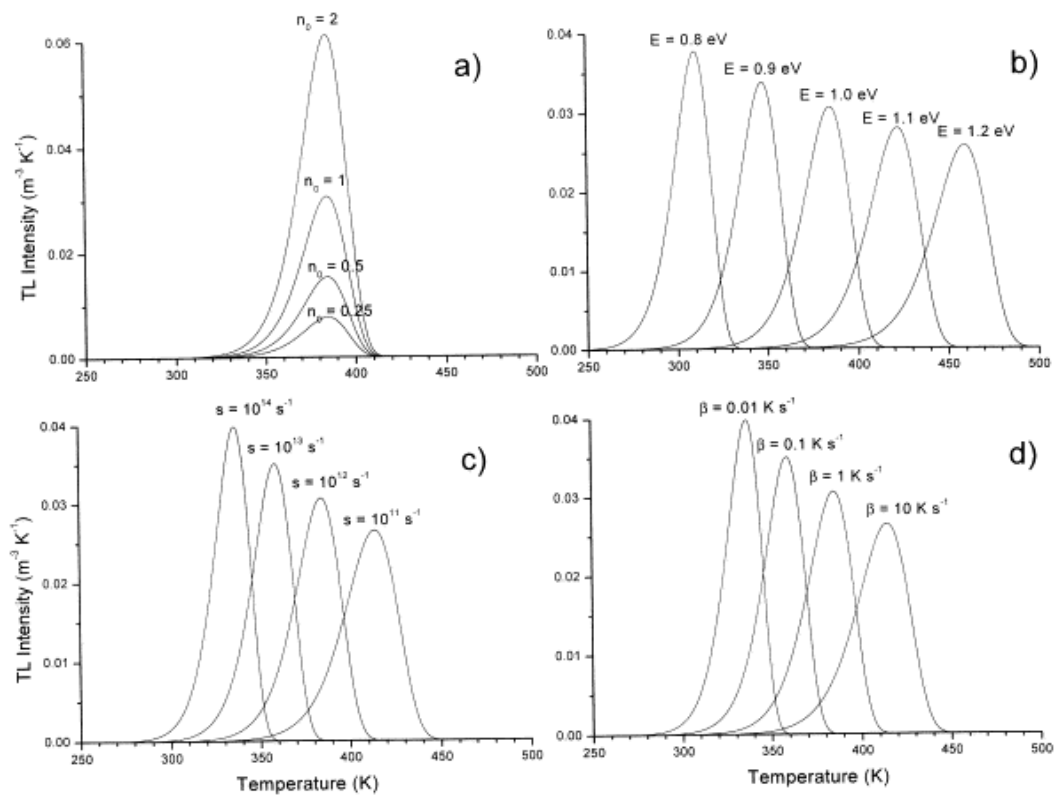 n₀ = 2
a)
TL Intensity (m⁻³ K⁻¹)
0.06
0.04
0.02
0.00
n₀ = 1
n₀ = 0.5
n₀ = 0.25
250 300 350 400 450 500
b)
0.04
0.03
0.02
0.01
0.00
E = 0.8 eV
E = 0.9 eV
E = 1.0 eV
E = 1.1 eV
E = 1.2 eV
250 300 350 400 450 500
c)
TL Intensity (m⁻³ K⁻¹)
0.04
0.03
0.02
0.01
0.00
s = 10¹⁴ s⁻¹
s = 10¹³ s⁻¹
s = 10¹² s⁻¹
s = 10¹¹ s⁻¹
250 300 350 400 450 500
Temperature (K)
d)
0.04
0.03
0.02
0.01
0.00
β = 0.01 K s⁻¹
β = 0.1 K s⁻¹
β = 1 K s⁻¹
β = 10 K s⁻¹
250 300 350 400 450 500
Temperature (K)